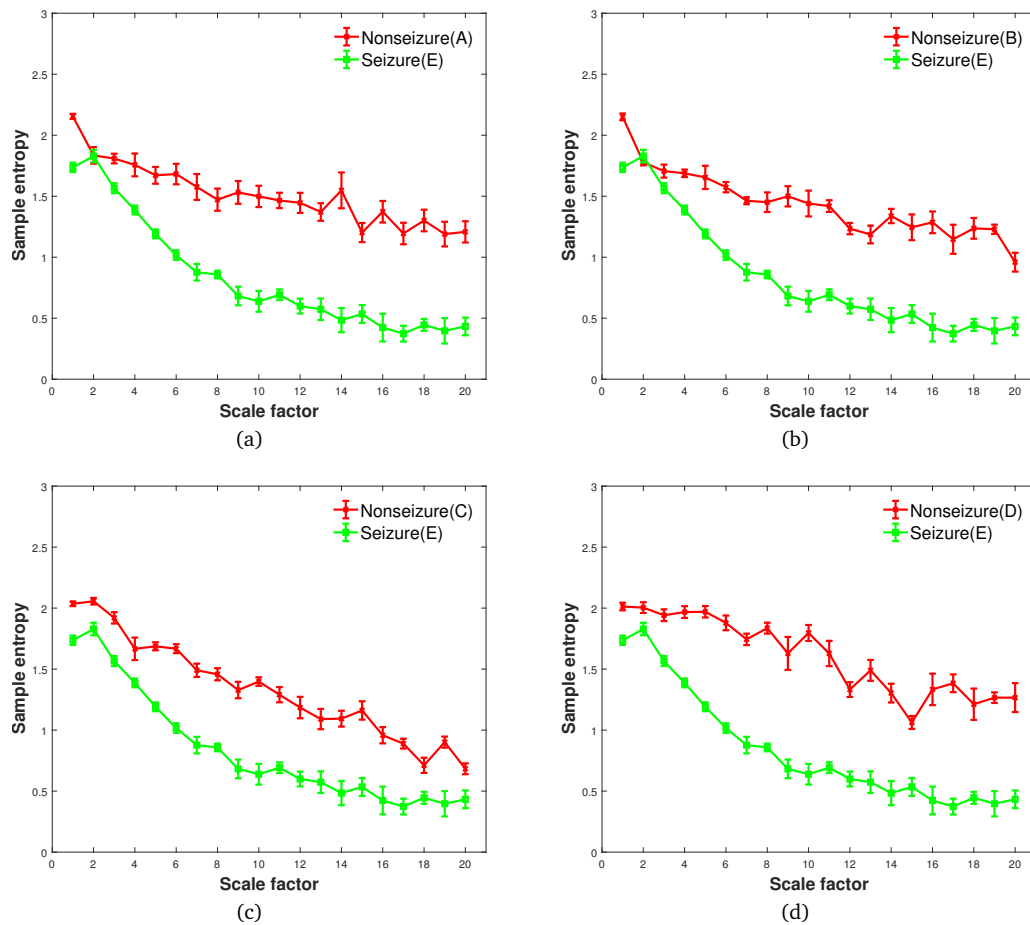 3
2.5
2
1.5
1
0.5
0
Sample entropy
Nonseizure(A)
Seizure(E)
0 2 4 6 8 10 12 14 16 18 20
Scale factor
(a)
3
2.5
2
1.5
1
0.5
0
Sample entropy
Nonseizure(B)
Seizure(E)
0 2 4 6 8 10 12 14 16 18 20
Scale factor
(b)
3
2.5
2
1.5
1
0.5
0
Sample entropy
Nonseizure(C)
Seizure(E)
0 2 4 6 8 10 12 14 16 18 20
Scale factor
(c)
3
2.5
2
1.5
1
0.5
0
Sample entropy
Nonseizure(D)
Seizure(E)
0 2 4 6 8 10 12 14 16 18 20
Scale factor
(d)